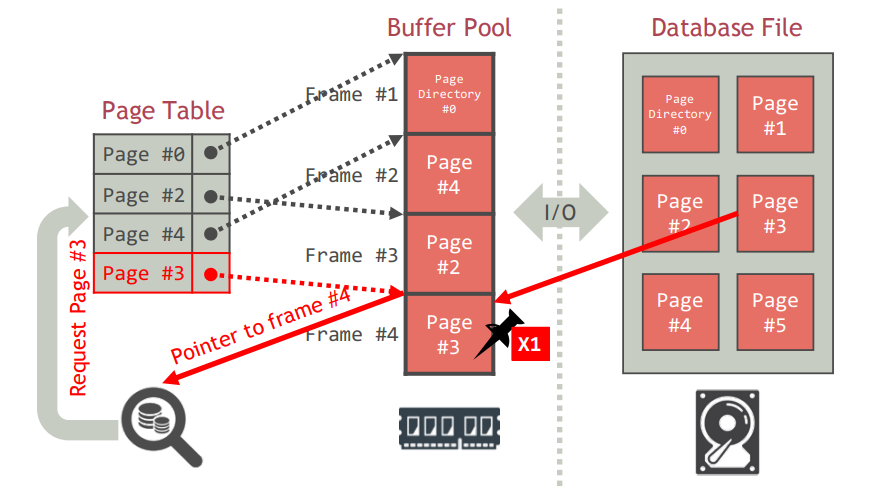 Buffer Pool
Database File
Page Table
Page #0
Page #2
Page #4
Page #3
Request Page #3
Pointer to frame #4
Frame #1
Frame #2
Frame #3
Frame #4
Page
Directory
#0
Page
#4
Page
#2
Page
#3
X1
I/O
Page
Directory
#0
Page
#1
Page
#2
Page
#3
Page
#4
Page
#5